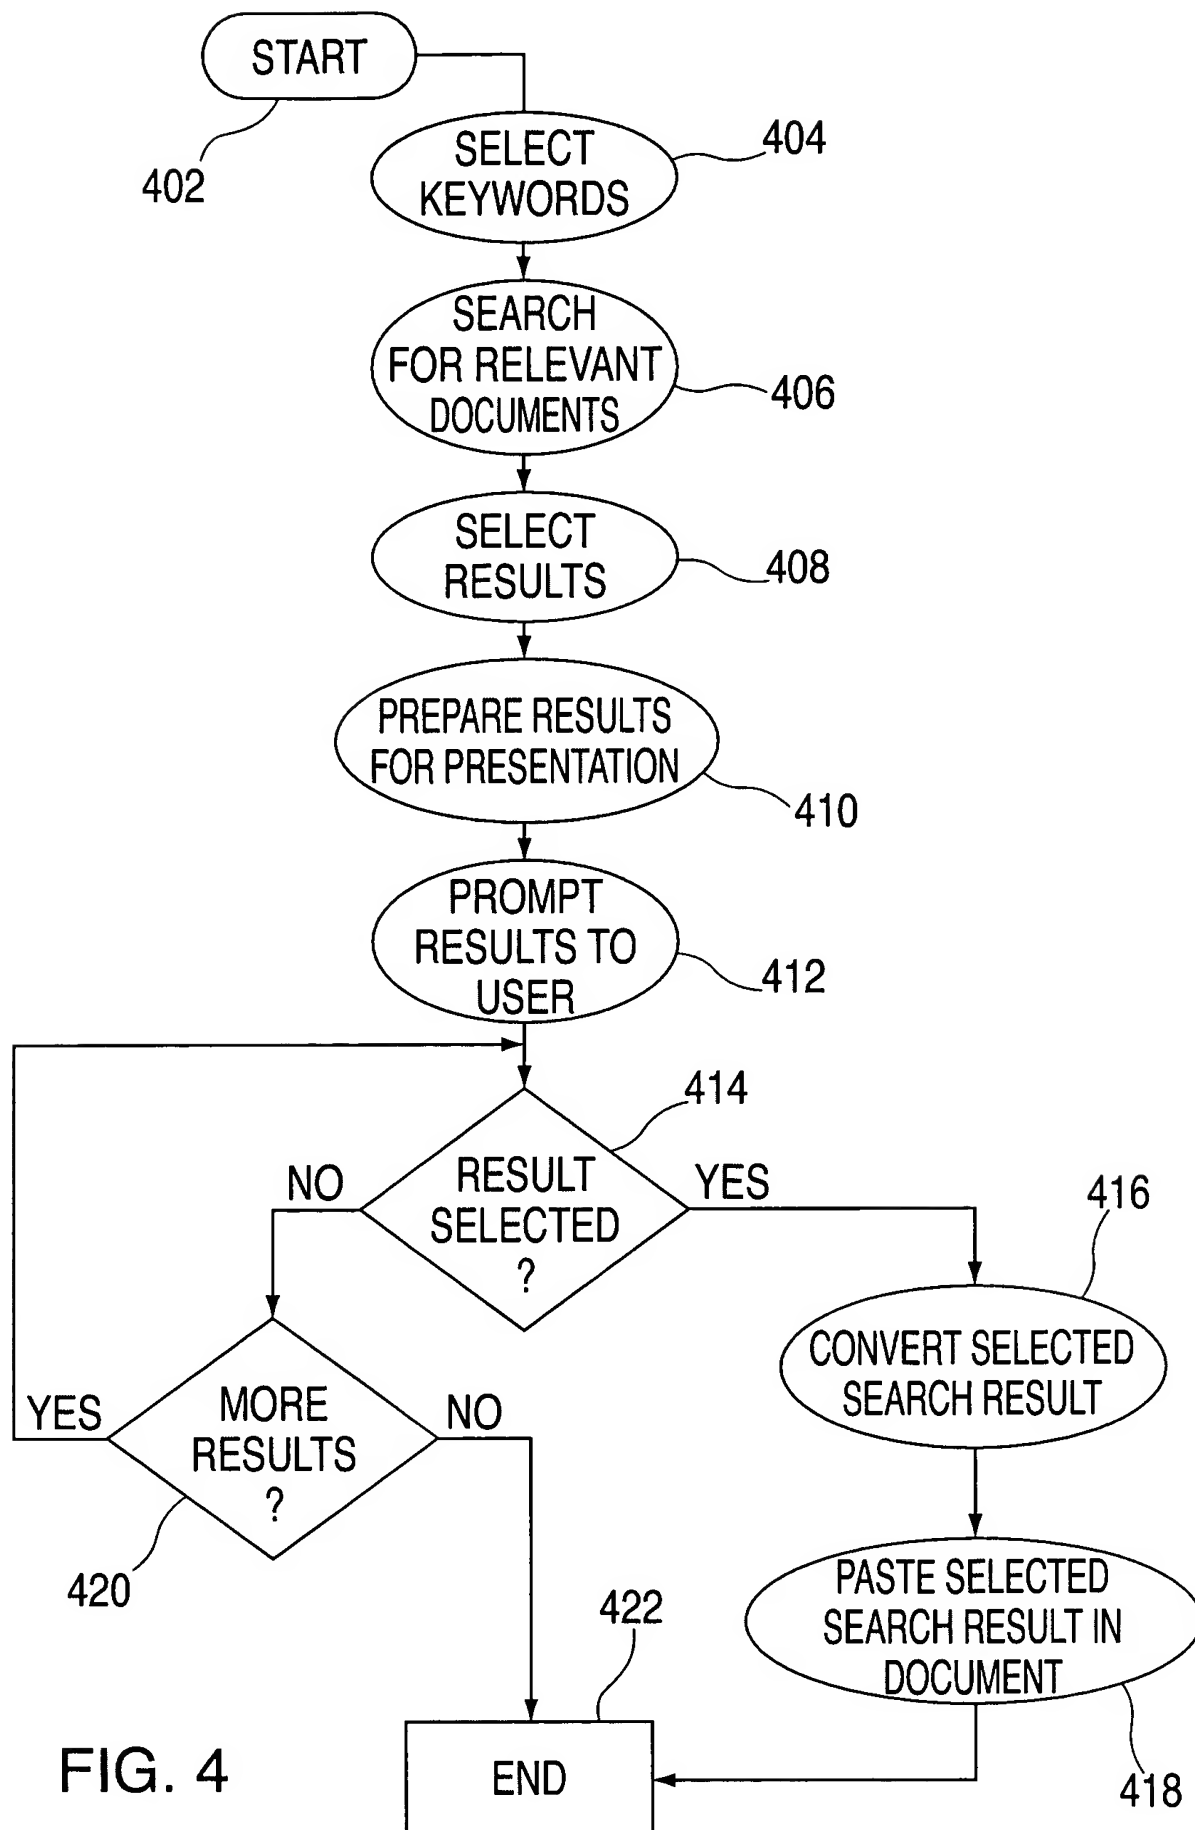 START
402
SELECT
KEYWORDS
404
SEARCH
FOR RELEVANT
DOCUMENTS
406
SELECT
RESULTS
408
PREPARE RESULTS
FOR PRESENTATION
410
PROMPT
RESULTS TO
USER
412
414
RESULT
SELECTED
?
NO
YES
416
CONVERT SELECTED
SEARCH RESULT
MORE
RESULTS
?
YES
NO
420
PASTE SELECTED
SEARCH RESULT IN
DOCUMENT
418
422
END
FIG. 4